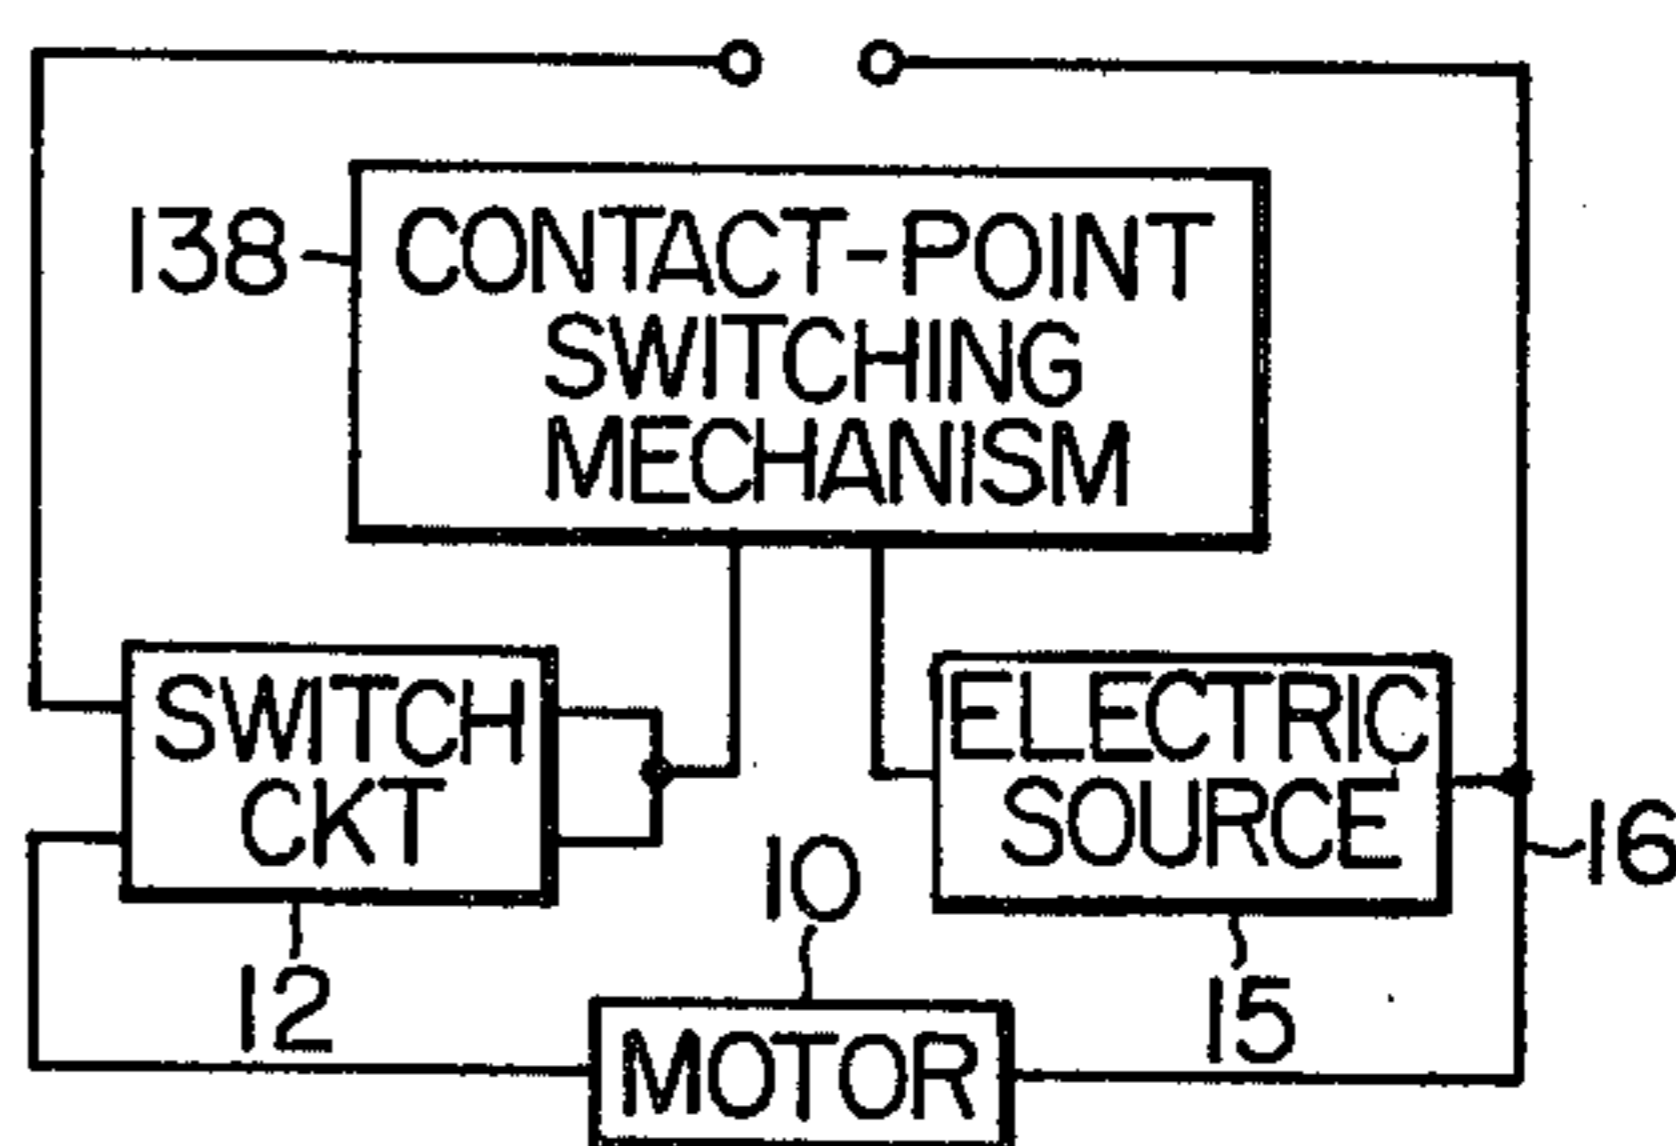 138
CONTACT-POINT
SWITCHING
MECHANISM
SWITCH
CKT
12
ELECTRIC
SOURCE
15
16
10
MOTOR